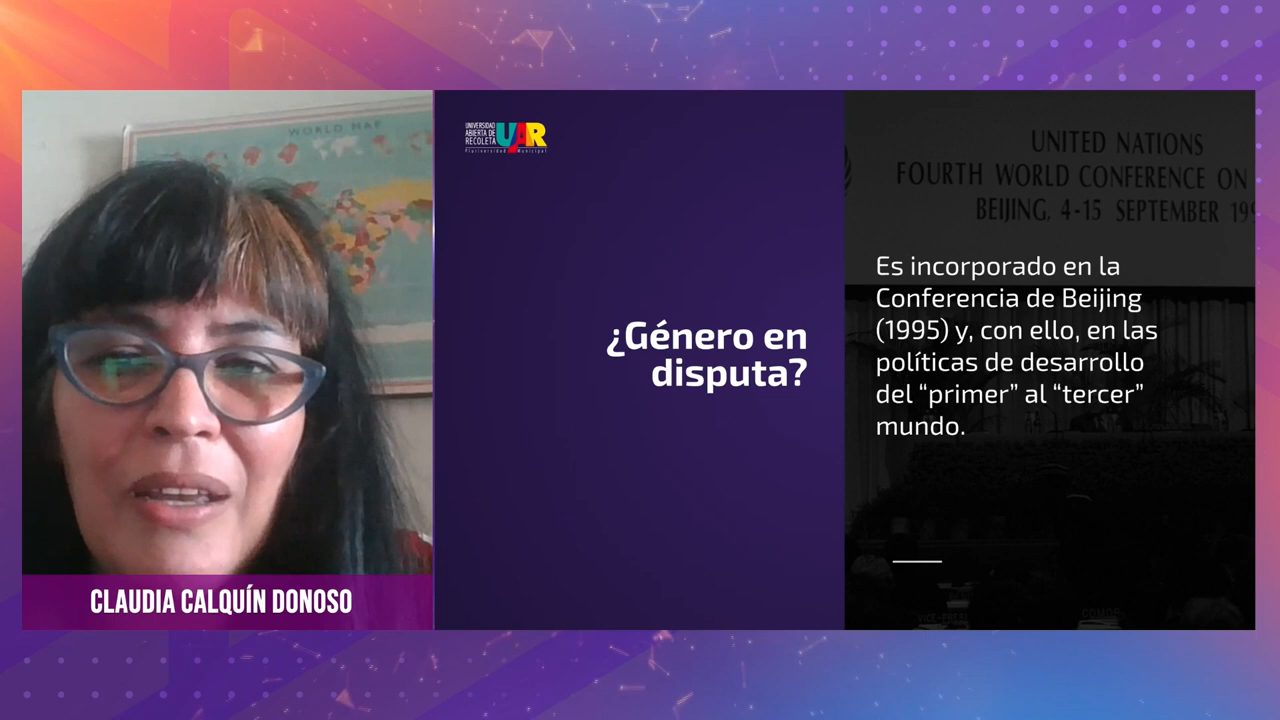 WORLD MAP
CLAUDIA CALQUÍN DONOSO
UNIVERSIDAD
ABIERTA DE
RECOLETA
UAR
Pluriversidad Municipal
¿Género en
disputa?
UNITED NATIONS
FOURTH WORLD CONFERENCE ON
BEIJING, 4-15 SEPTEMBER 199
Es incorporado en la
Conferencia de Beijing
(1995) y, con ello, en las
políticas de desarrollo
del “primer” al “tercer”
mundo.